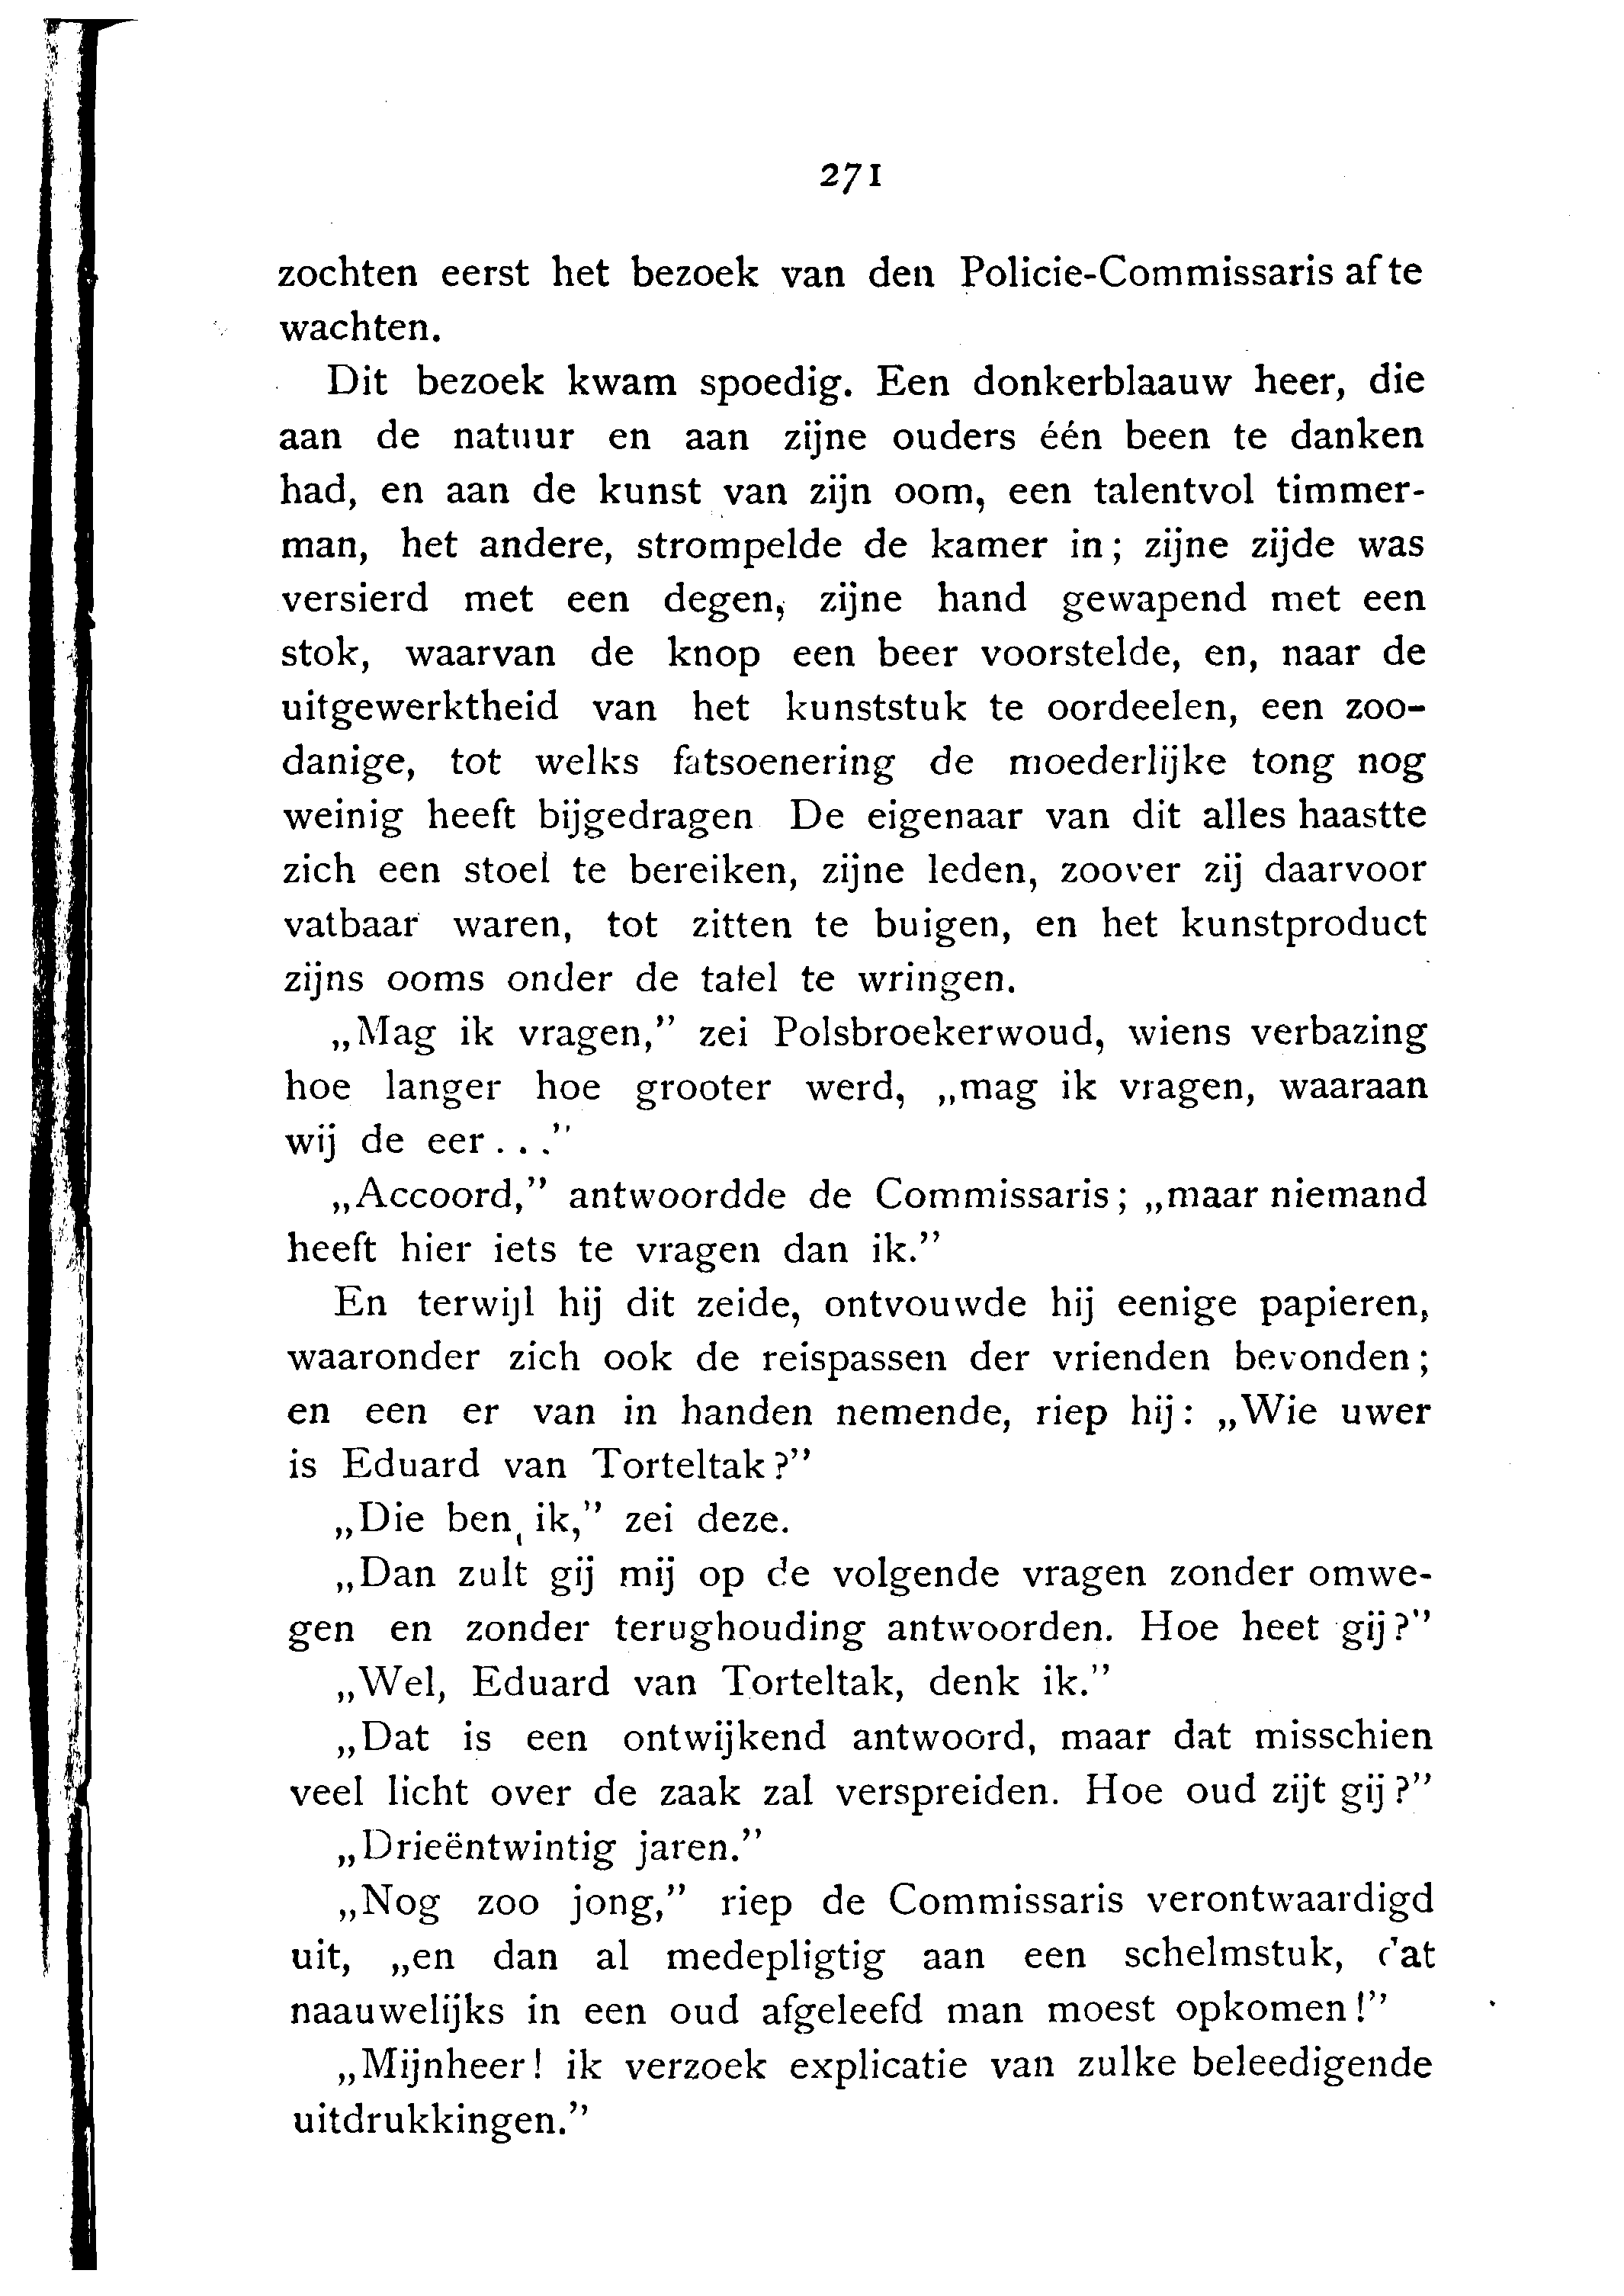 271
zochten eerst het bezoek van den Policie-Commissaris af te
wachten.
Dit bezoek kwam spoedig. Een donkerblaauw heer, die
aan de natuur en aan zijne ouders één been te danken
had, en aan de kunst van zijn oom, een talentvol timmer-
man, het andere, strompelde de kamer in; zijne zijde was
versierd met een degen, zijne hand gewapend met een
stok, waarvan de knop een beer voorstelde, en, naar de
uitgewerktheid van het kunststuk te oordeelen, een zoo-
danige, tot welks fatsoenering de moederlijke tong nog
weinig heeft bijgedragen De eigenaar van dit alles haastte
zich een stoel te bereiken, zijne leden, zoover zij daarvoor
vatbaar waren, tot zitten te buigen, en het kunstproduct
zijns ooms onder de tafel te wringen.
„Mag ik vragen,” zei Polsbroekerwoud, wiens verbazing
hoe langer hoe grooter werd, „mag ik vragen, waaraan
wij de eer . . .”
„Accoord,” antwoordde de Commissaris; „maar niemand
heeft hier iets te vragen dan ik.”
En terwijl hij dit zeide, ontvouwde hij eenige papieren,
waaronder zich ook de reispassen der vrienden bevonden;
en een er van in handen nemende, riep hij: „Wie uwer
is Eduard van Torteltak?”
„Die ben ik,” zei deze.
„Dan zult gij mij op de volgende vragen zonder omwe-
gen en zonder terughouding antwoorden. Hoe heet gij?”
„Wel, Eduard van Torteltak, denk ik.”
„Dat is een ontwijkend antwoord, maar dat misschien
veel licht over de zaak zal verspreiden. Hoe oud zijt gij?”
„Drieëntwintig jaren.”
„Nog zoo jong,” riep de Commissaris verontwaardigd
uit, „en dan al medepligtig aan een schelmstuk, dat
naauwelijks in een oud afgeleefd man moest opkomen!”
„Mijnheer! ik verzoek explicatie van zulke beleedigende
uitdrukkingen.”